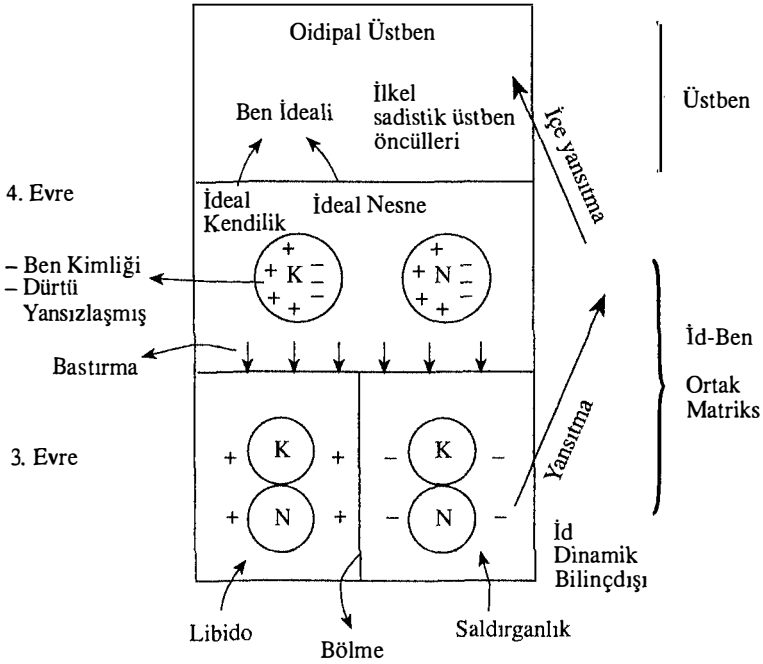 Oidipal Üstben
Ben İdeali
İlkel
sadistik üstben
öncülleri
İçe yansıtma
Üstben
4. Evre
İdeal
Kendilik
İdeal Nesne
– Ben Kimliği
– Dürtü
Yansızlaşmış
+ + K + + – – –
+ + N + + – – –
Bastırma
İd-Ben
Ortak
Matriks
Yansıtma
3. Evre
+ K +
+ N +
– K –
– N –
İd
Dinamik
Bilinçdışı
Libido
Bölme
Saldırganlık